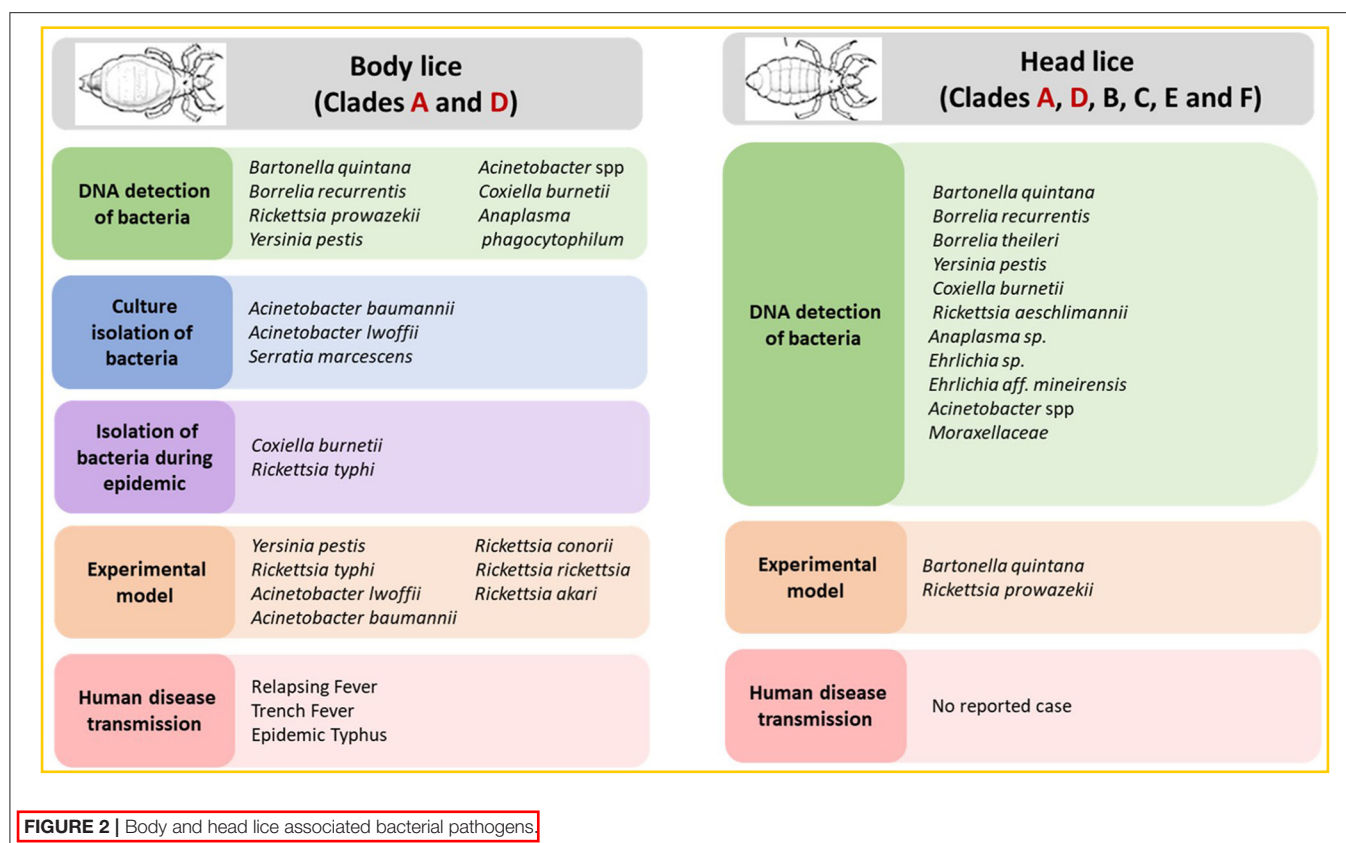 Body lice
(Clades A and D)
DNA detection
of bacteria
Bartonella quintana
Borrelia recurrentis
Rickettsia prowazekii
Yersinia pestis
Acinetobacter spp
Coxiella burnetii
Anaplasma
phagocytophilum
Culture
isolation of
bacteria
Acinetobacter baumannii
Acinetobacter lwoffii
Serratia marcescens
Isolation of
bacteria during
epidemic
Coxiella burnetii
Rickettsia typhi
Experimental
model
Yersinia pestis
Rickettsia typhi
Acinetobacter lwoffii
Acinetobacter baumannii
Rickettsia conorii
Rickettsia rickettsia
Rickettsia akari
Human disease
transmission
Relapsing Fever
Trench Fever
Epidemic Typhus
Head lice
(Clades A, D, B, C, E and F)
DNA detection
of bacteria
Bartonella quintana
Borrelia recurrentis
Borrelia theileri
Yersinia pestis
Coxiella burnetii
Rickettsia aeschlimannii
Anaplasma sp.
Ehrlichia sp.
Ehrlichia aff. mineirensis
Acinetobacter spp
Moraxellaceae
Experimental
model
Bartonella quintana
Rickettsia prowazekii
Human disease
transmission
No reported case
FIGURE 2 | Body and head lice associated bacterial pathogens.